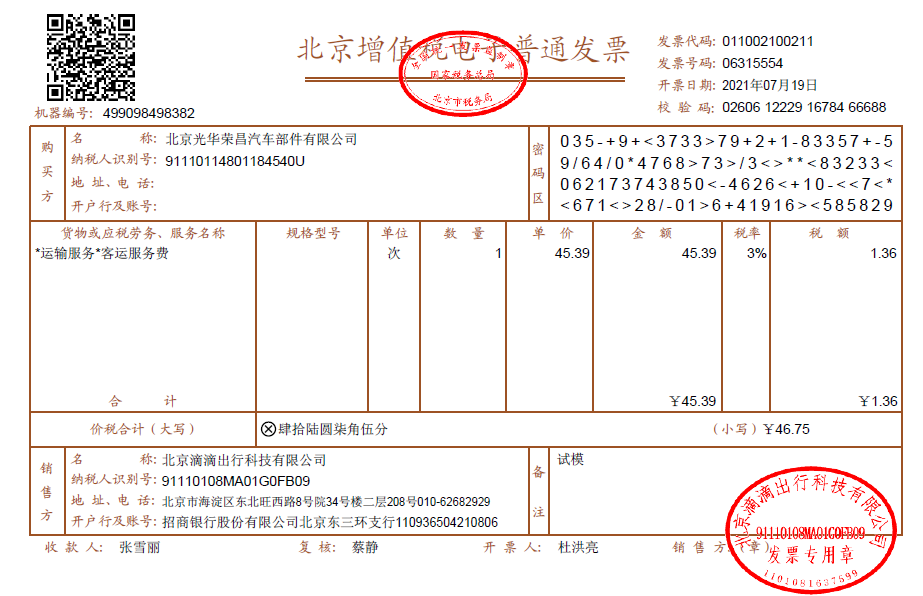 北京增值税电子普通发票
国家税务总局
北京市税务局
发票代码: 011002100211
发票号码: 06315554
开票日期: 2021年07月19日
校 验 码: 02606 12229 16784 66688
机器编号: 499098498382
购买方
名 称: 北京光华荣昌汽车部件有限公司
纳税人识别号: 91110114801184540U
地 址、电 话:
开户行及账号:
密码区
035-+9+<3733>79+2+1-83357+-5
9/64/0*4768>73>/3<>**<83233<
062173743850<-4626<+10-<<7<*
<671<>28/-01>6+41916><585829
货物或应税劳务、服务名称 规格型号 单位 数 量 单 价 金 额 税率 税 额
*运输服务*客运服务费 次 1 45.39 45.39 3% 1.36
合 计 ￥45.39 ￥1.36
价税合计（大写） ⊗肆拾陆圆柒角伍分 （小写）￥46.75
销售方
名 称: 北京滴滴出行科技有限公司
纳税人识别号: 91110108MA01G0FB09
地 址、电 话: 北京市海淀区东北旺西路8号院34号楼二层208号010-62682929
开户行及账号: 招商银行股份有限公司北京东三环支行110936504210806
备注
试模
收 款 人: 张雪丽 复 核: 蔡静 开 票 人: 杜洪亮 销 售 方:（章）
北京滴滴出行科技有限公司
91110108MA01G0FB09
发票专用章
1101081637599